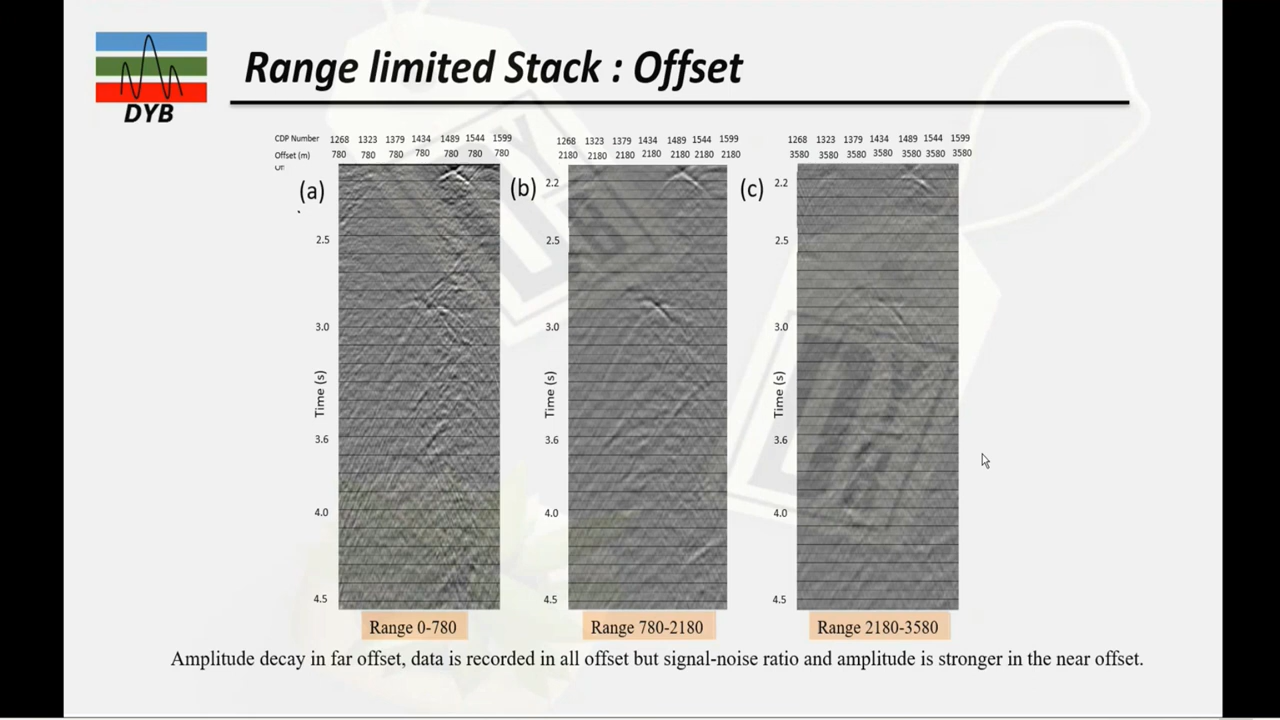 DYB
Range limited Stack : Offset
CDP Number 1268 1323 1379 1434 1489 1544 1599
Offset (m) 780 780 780 780 780 780 780
1268 1323 1379 1434 1489 1544 1599
2180 2180 2180 2180 2180 2180 2180
1268 1323 1379 1434 1489 1544 1599
3580 3580 3580 3580 3580 3580 3580
(a)
2.5
3.0
Time (s)
3.6
4.0
4.5
(b)
2.2
2.5
3.0
Time (s)
3.6
4.0
4.5
(c)
2.2
2.5
3.0
Time (s)
3.6
4.0
4.5
Range 0-780
Range 780-2180
Range 2180-3580
Amplitude decay in far offset, data is recorded in all offset but signal-noise ratio and amplitude is stronger in the near offset.